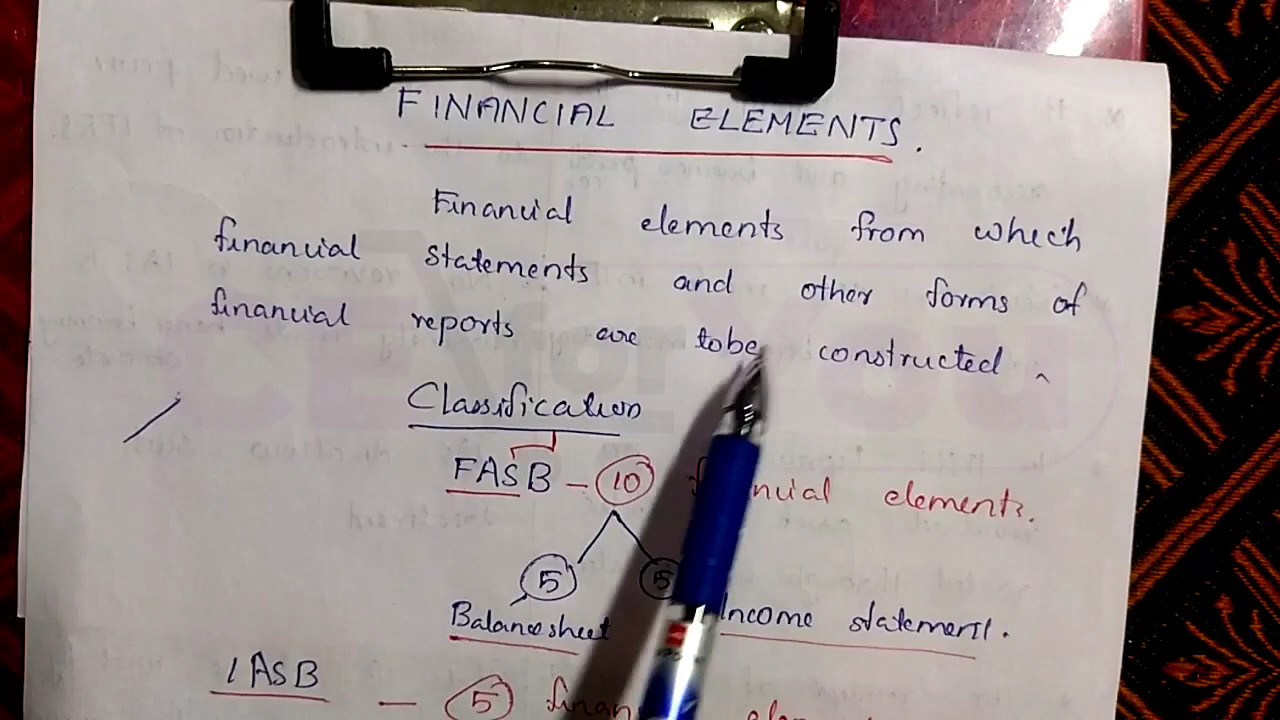 FINANCIAL ELEMENTS.
Financial elements from which
financial statements and other forms of
financial reports are tobe constructed.
Classification
FASB - 10 financial elements.
5 5
Balancesheet Income statement.
IASB - 5